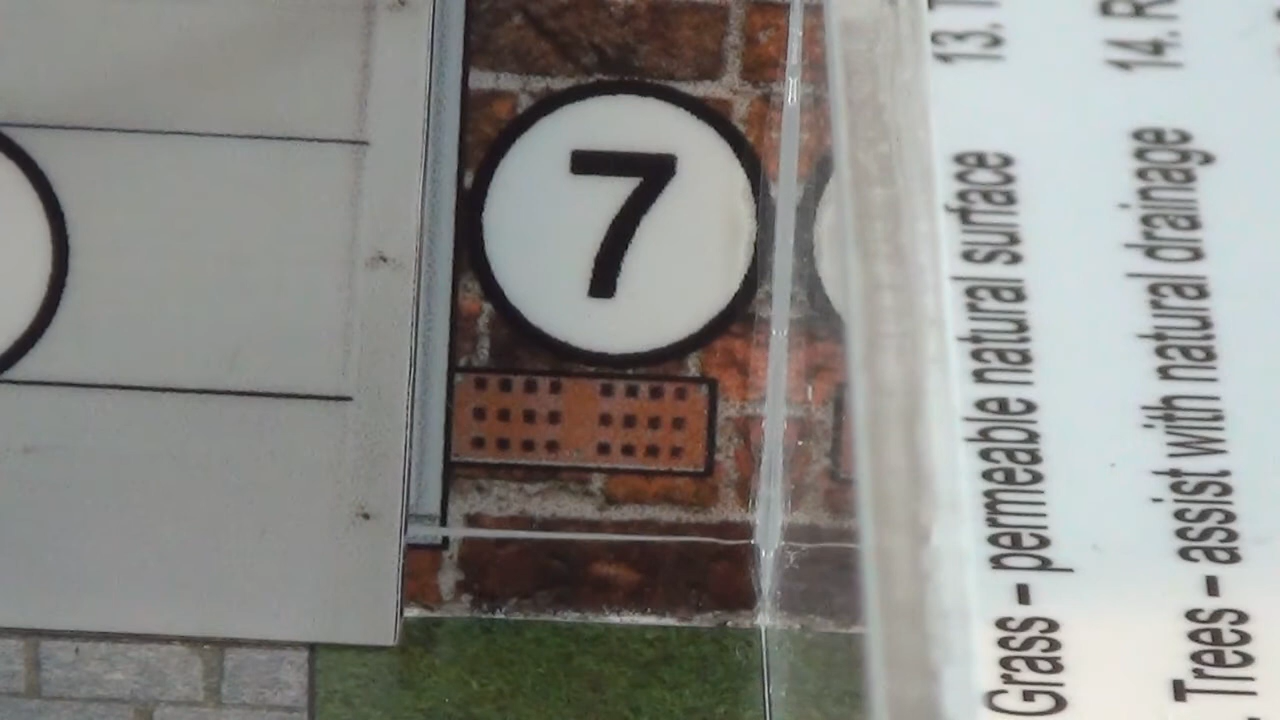 7
Grass – permeable natural surface
Trees – assist with natural drainage
13.
14.